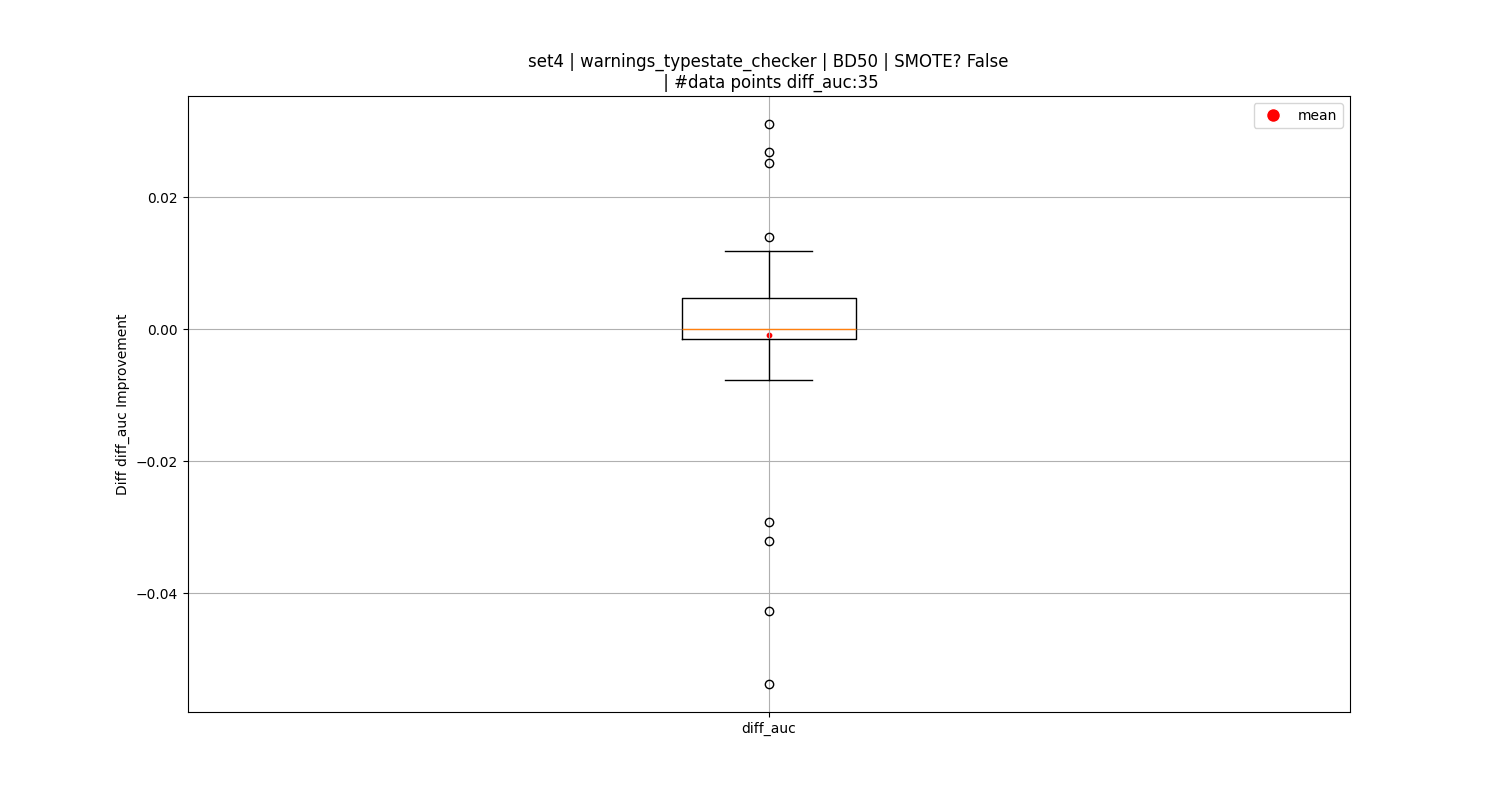 set4 | warnings_typestate_checker | BD50 | SMOTE? False
| #data points diff_auc:35
mean
0.02
0.00
−0.02
−0.04
Diff diff_auc Improvement
diff_auc